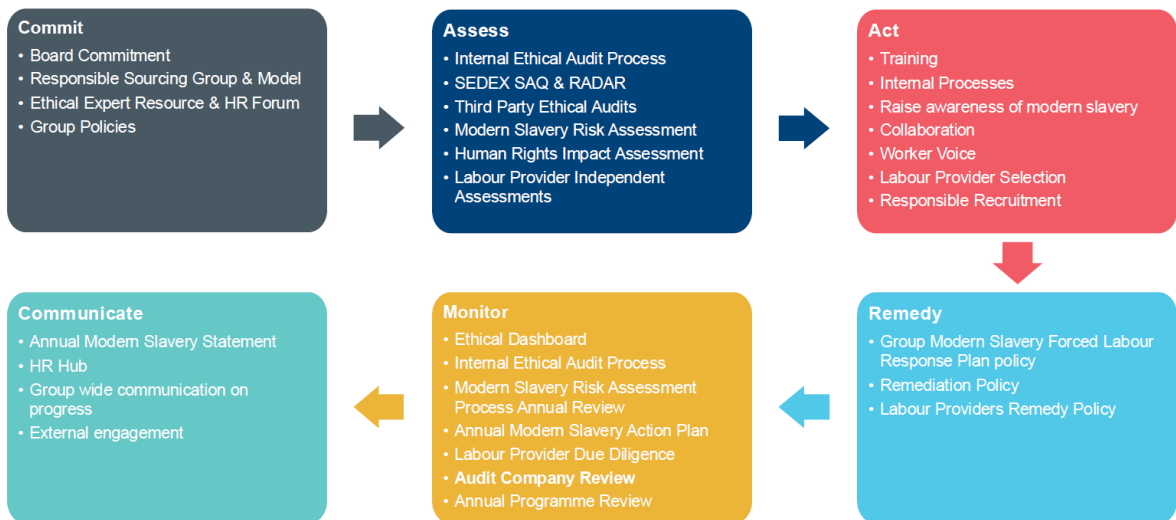 Commit
• Board Commitment
• Responsible Sourcing Group & Model
• Ethical Expert Resource & HR Forum
• Group Policies
Assess
• Internal Ethical Audit Process
• SEDEX SAQ & RADAR
• Third Party Ethical Audits
• Modern Slavery Risk Assessment
• Human Rights Impact Assessment
• Labour Provider Independent
Assessments
Act
• Training
• Internal Processes
• Raise awareness of modern slavery
• Collaboration
• Worker Voice
• Labour Provider Selection
• Responsible Recruitment
Remedy
• Group Modern Slavery Forced Labour
Response Plan policy
• Remediation Policy
• Labour Providers Remedy Policy
Monitor
• Ethical Dashboard
• Internal Ethical Audit Process
• Modern Slavery Risk Assessment
Process Annual Review
• Annual Modern Slavery Action Plan
• Labour Provider Due Diligence
• Audit Company Review
• Annual Programme Review
Communicate
• Annual Modern Slavery Statement
• HR Hub
• Group wide communication on
progress
• External engagement